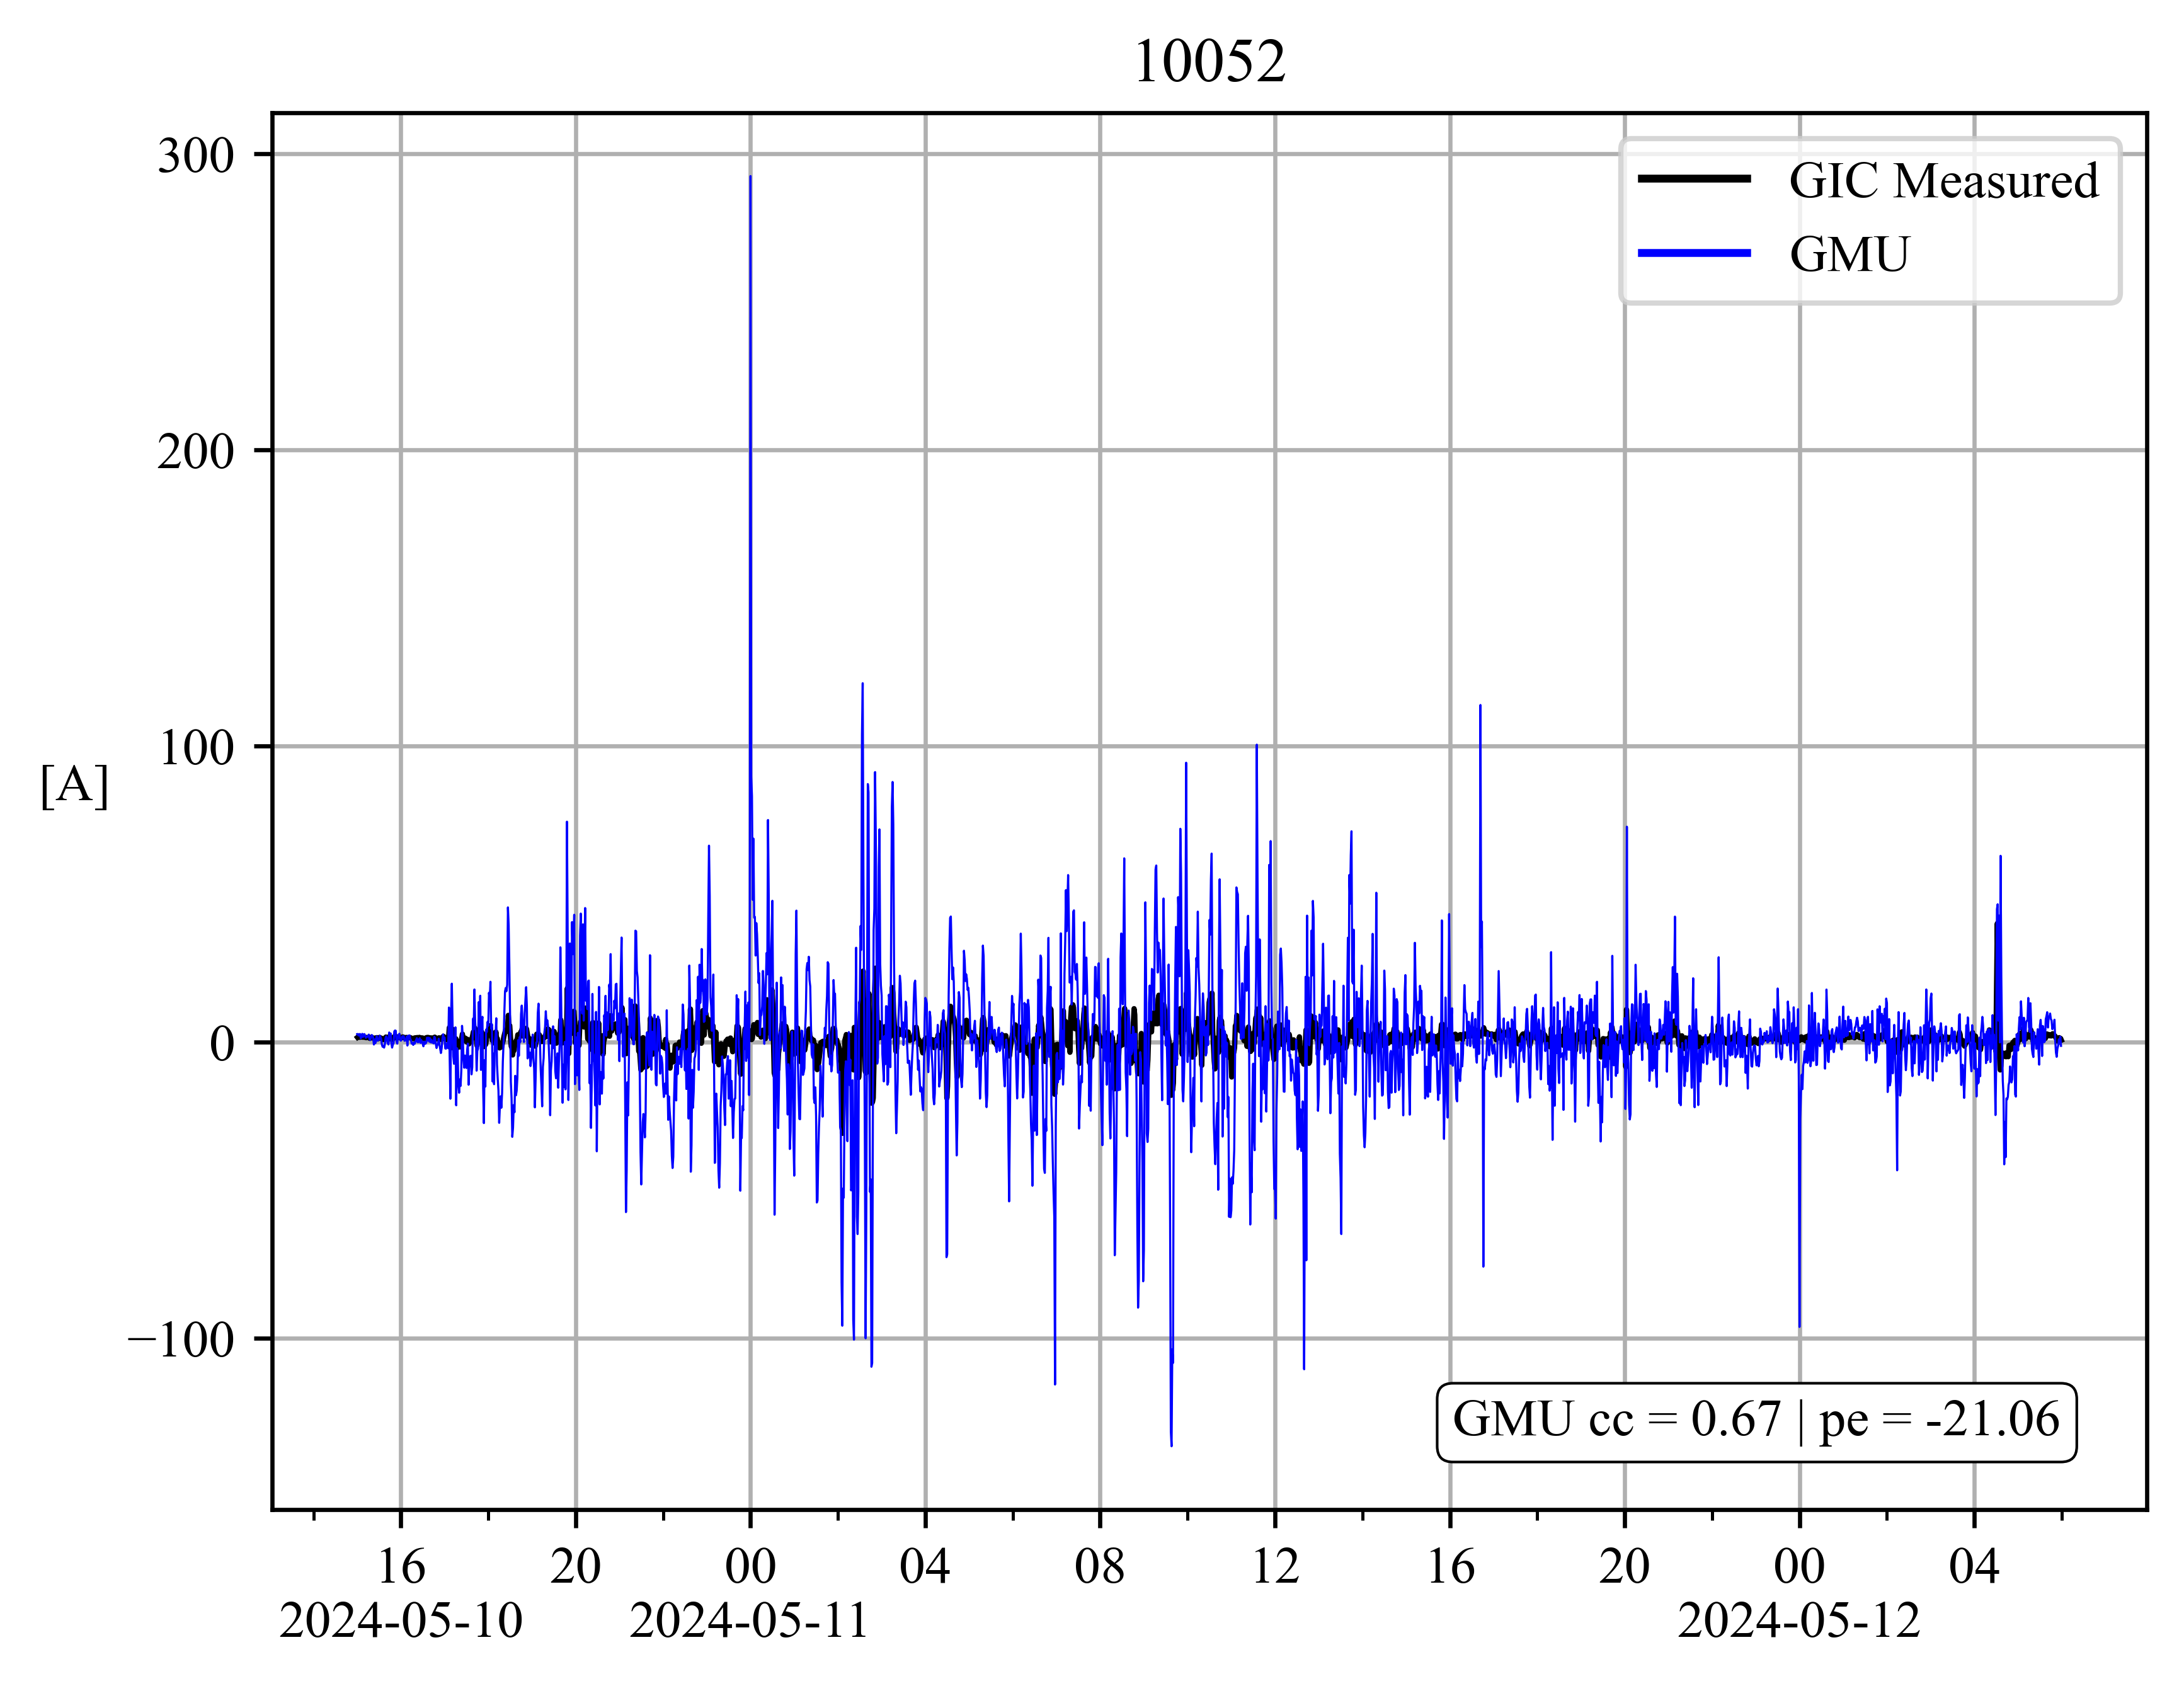 10052
300
200
100
0
−100
[A]
GIC Measured
GMU
GMU cc = 0.67 | pe = -21.06
16 20 00 04 08 12 16 20 00 04
2024-05-10 2024-05-11 2024-05-12